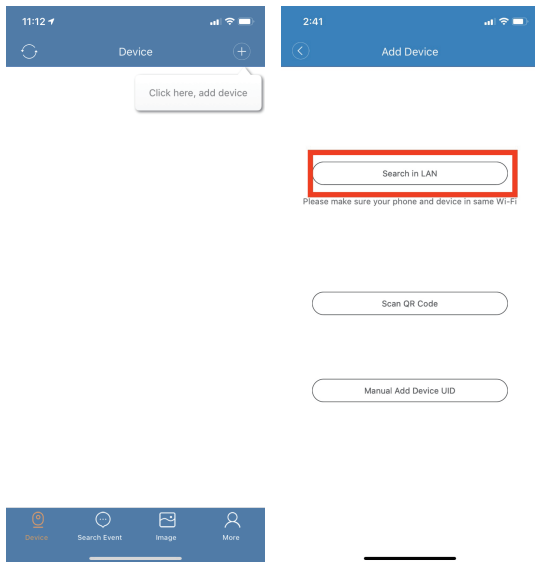 11:12
Device
Click here, add device
Device
Search Event
Image
More
2:41
Add Device
Search in LAN
Please make sure your phone and device in same Wi-Fi
Scan QR Code
Manual Add Device UID